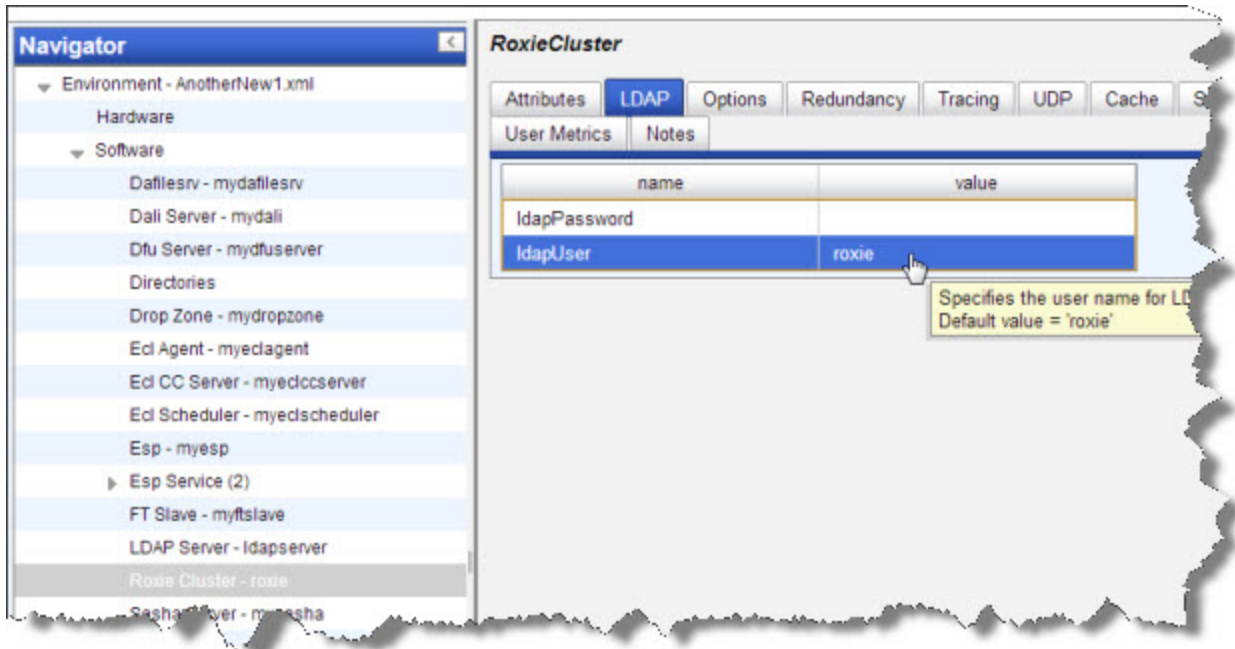 Navigator
Environment - AnotherNew1.xml
Hardware
Software
Dafilesrv - mydafilesrv
Dali Server - mydali
Dfu Server - mydfuserver
Directories
Drop Zone - mydropzone
Ecl Agent - myeclagent
Ecl CC Server - myeclccserver
Ecl Scheduler - myeclscheduler
Esp - myesp
Esp Service (2)
FT Slave - myftslave
LDAP Server - ldapserver
Roxie Cluster - roxie
RoxieCluster
Attributes LDAP Options Redundancy Tracing UDP Cache
User Metrics Notes
name value
ldapPassword
ldapUser roxie
Specifies the user name for
Default value = 'roxie'